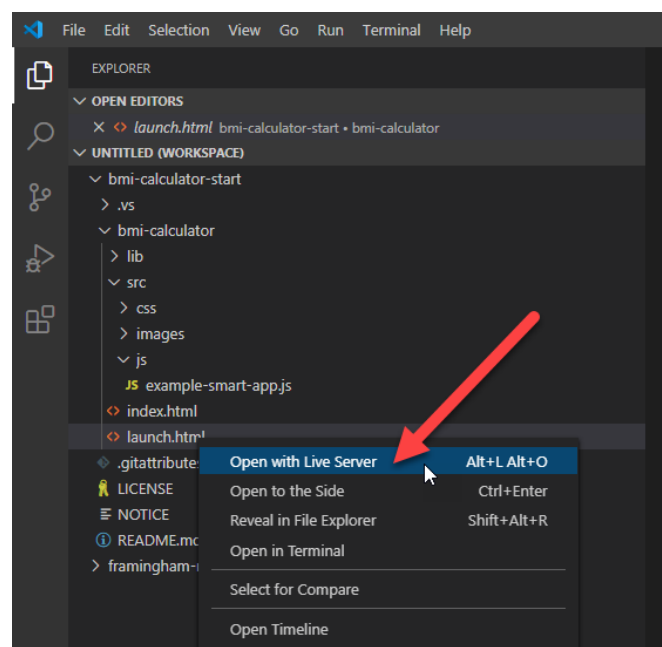 File Edit Selection View Go Run Terminal Help
EXPLORER
OPEN EDITORS
launch.html bmi-calculator-start • bmi-calculator
UNTITLED (WORKSPACE)
bmi-calculator-start
.vs
bmi-calculator
lib
src
css
images
js
JS example-smart-app.js
index.html
launch.html
.gitattribute
Open with Live Server Alt+L Alt+O
LICENSE
Open to the Side Ctrl+Enter
NOTICE
Reveal in File Explorer Shift+Alt+R
README.m
Open in Terminal
framingham-
Select for Compare
Open Timeline